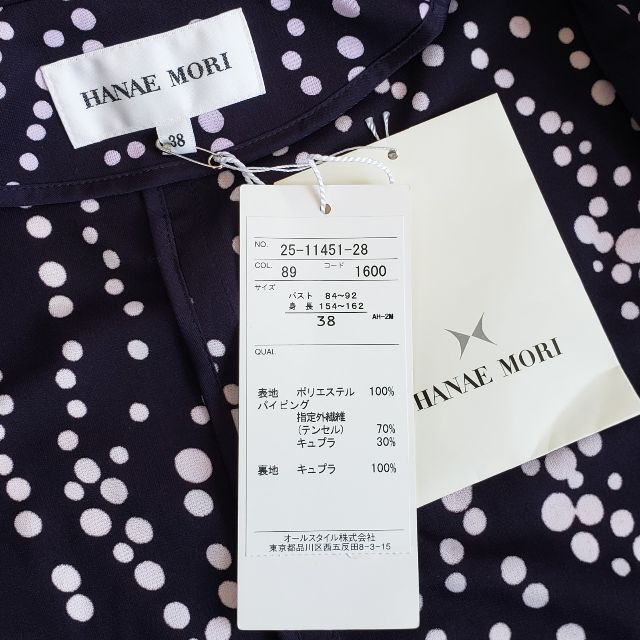 HANAE MORI
38
NO. 25-11451-28
COL. 89 コード 1600
サイズ
バスト 84~92
身長 154~162
38 AH-2M
QUAL
表地 ポリエステル 100%
パイピング
指定外繊維
(テンセル) 70%
キュプラ 30%
裏地 キュプラ 100%
オールスタイル株式会社
東京都品川区西五反田8-3-15
HANAE MORI